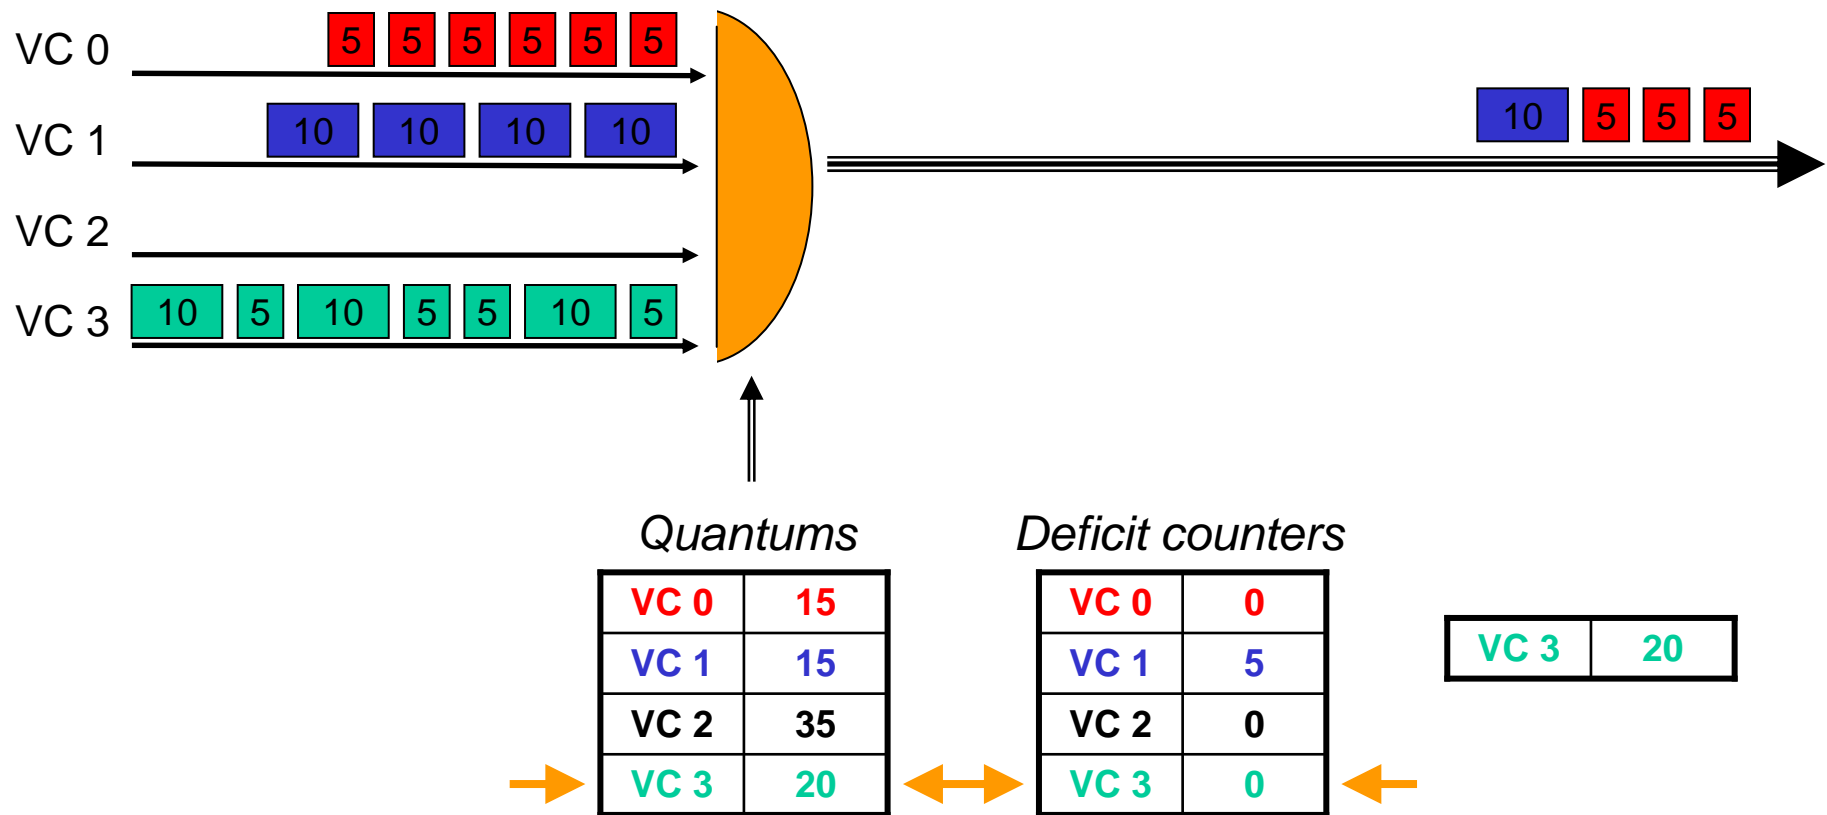 VC 0
5 5 5 5 5 5
VC 1
10 10 10 10
10 5 5 5
VC 2
VC 3
10 5 10 5 5 10 5
Quantums
VC 0 15
VC 1 15
VC 2 35
VC 3 20
Deficit counters
VC 0 0
VC 1 5
VC 2 0
VC 3 0
VC 3 20